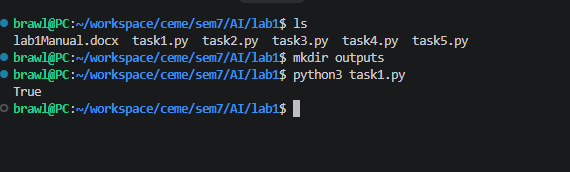 brawl@PC:~/workspace/ceme/sem7/AI/lab1$ ls
lab1Manual.docx  task1.py  task2.py  task3.py  task4.py  task5.py
brawl@PC:~/workspace/ceme/sem7/AI/lab1$ mkdir outputs
brawl@PC:~/workspace/ceme/sem7/AI/lab1$ python3 task1.py
True
brawl@PC:~/workspace/ceme/sem7/AI/lab1$